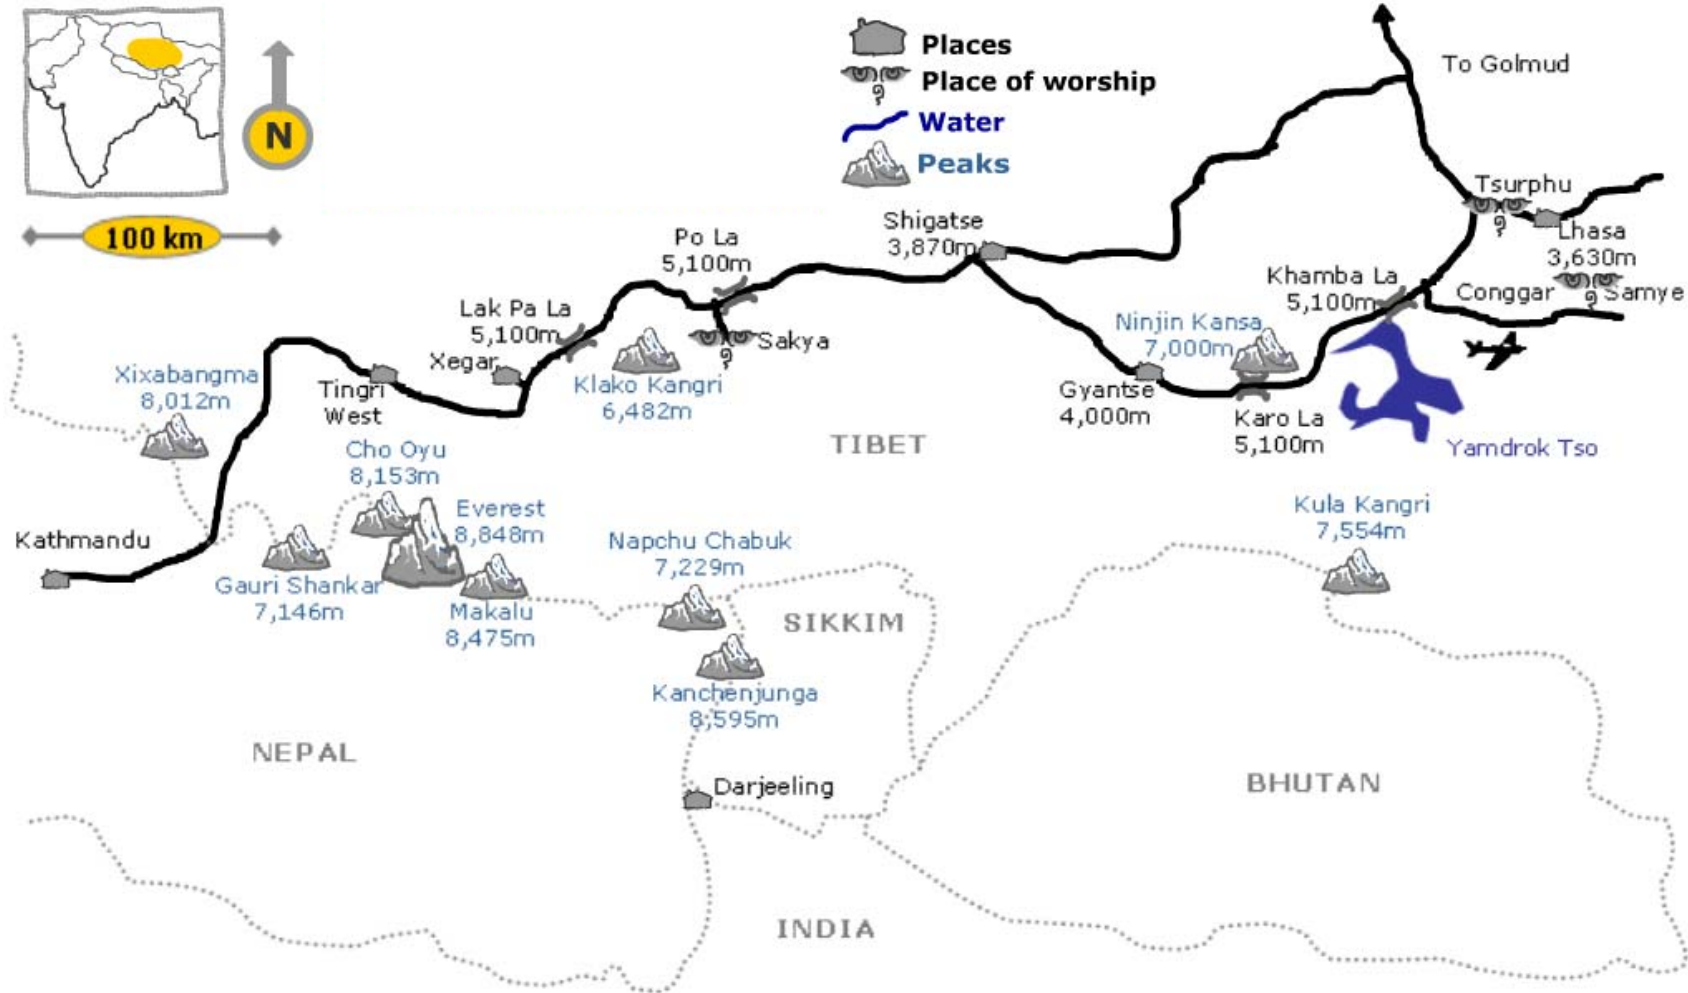 N
100 km
Places
Place of worship
Water
Peaks
To Golmud
Tsurphu
Lhasa
3,630m
Samye
Conggar
Khamba La
5,100m
Shigatse
3,870m
Po La
5,100m
Lak Pa La
5,100m
Xegar
Sakya
Klako Kangri
6,482m
Ninjin Kansa
7,000m
Gyantse
4,000m
Karo La
5,100m
Yamdrok Tso
Xixabangma
8,012m
Tingri
West
TIBET
Cho Oyu
8,153m
Everest
8,848m
Kathmandu
Gauri Shankar
7,146m
Makalu
8,475m
Napchu Chabuk
7,229m
Kula Kangri
7,554m
SIKKIM
Kanchenjunga
8,595m
NEPAL
Darjeeling
BHUTAN
INDIA